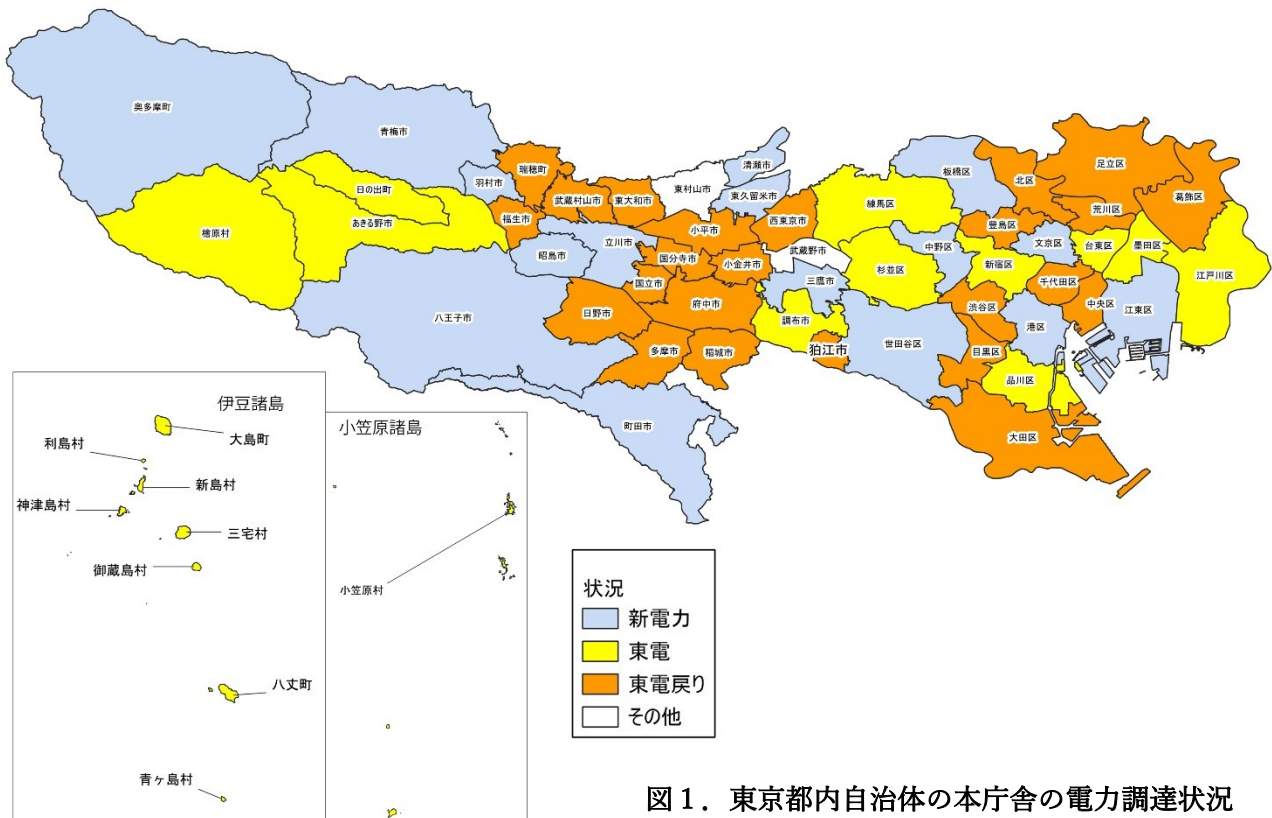 奥多摩町
青梅市
日の出町
あきる野市
檜原村
羽村市
瑞穂町
武蔵村山市
東大和市
東村山市
清瀬市
東久留米市
福生市
昭島市
立川市
小平市
西東京市
国分寺市
小金井市
武蔵野市
国立市
三鷹市
八王子市
日野市
府中市
調布市
多摩市
稲城市
狛江市
町田市
板橋区
北区
足立区
葛飾区
練馬区
豊島区
荒川区
中野区
文京区
台東区
墨田区
杉並区
新宿区
江戸川区
渋谷区
千代田区
中央区
江東区
世田谷区
港区
目黒区
品川区
大田区
伊豆諸島
大島町
利島村
新島村
神津島村
三宅村
御蔵島村
八丈町
青ヶ島村
小笠原諸島
小笠原村
状況
新電力
東電
東電戻り
その他
図１．東京都内自治体の本庁舎の電力調達状況